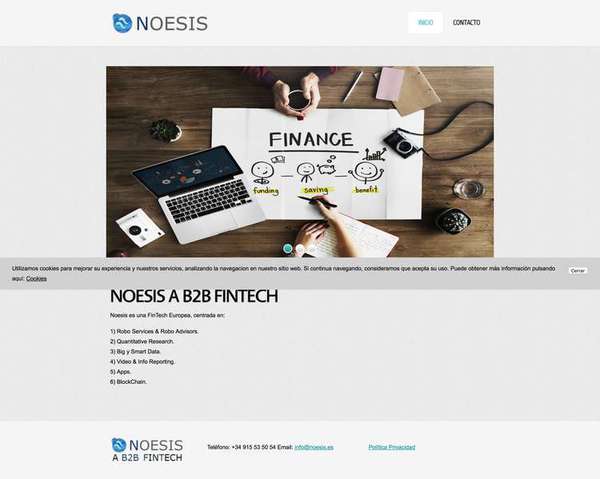 NOESIS
INICIO
CONTACTO
FINANCE
funding
saving
benefit
Utilizamos cookies para mejorar su experiencia y nuestros servicios, analizando la navegacion en nuestro sitio web. Si continua navegando, consideramos que acepta su uso. Puede obtener más información pulsando
aquí: Cookies
Cerrar
NOESIS A B2B FINTECH
Noesis es una FinTech Europea, centrada en:
1) Robo Services & Robo Advisors.
2) Quantitative Research.
3) Big y Smart Data.
4) Video & Info Reporting.
5) Apps.
6) BlockChain.
NOESIS
A B2B FINTECH
Teléfono: +34 915 53 50 54 Email: info@noesis.es
Política Privacidad